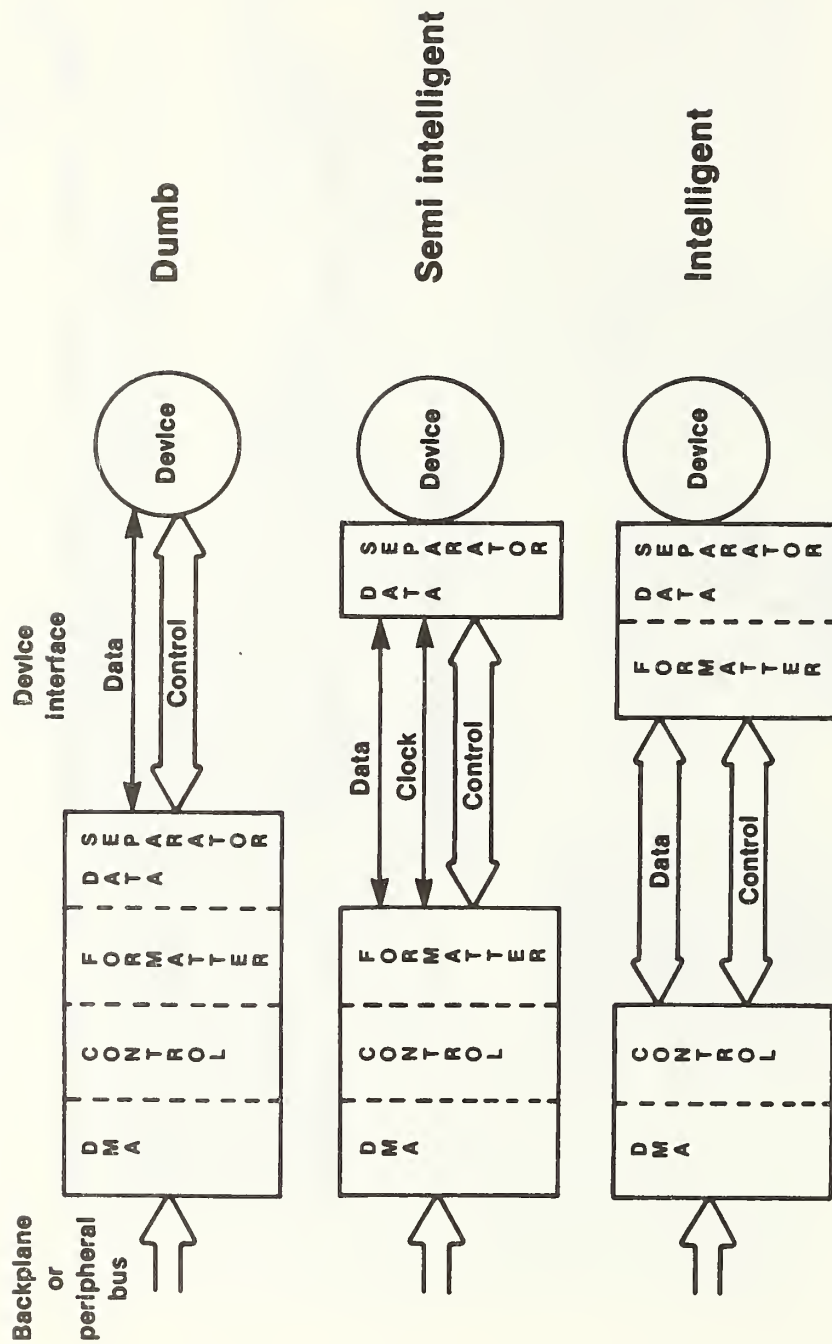 Backplane
or
peripheral
bus
Device
interface
DMA
CONTROL
FORMATTER
DATA
SEPARATOR
Data
Control
Device
Dumb
DMA
CONTROL
FORMATTER
Data
Clock
Control
DATA
SEPARATOR
Device
Semi intelligent
DMA
CONTROL
Data
Control
FORMATTER
DATA
SEPARATOR
Device
Intelligent